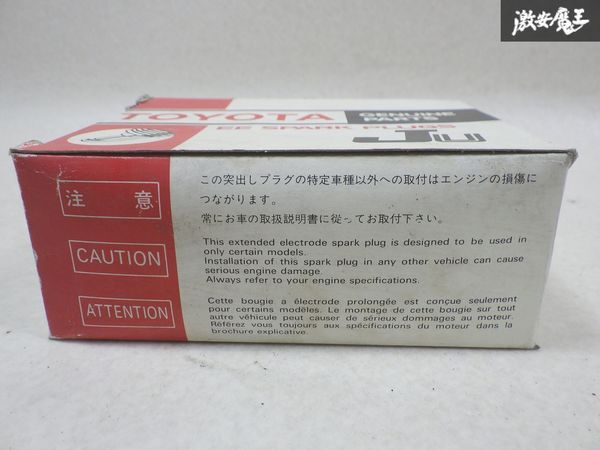 激安魔王
TOYOTA GENUINE PARTS
EE SPARK PLUGS
注 意
この突出しプラグの特定車種以外への取付はエンジンの損傷に
つながります。
常にお車の取扱説明書に従ってお取付下さい。
CAUTION
This extended electrode spark plug is designed to be used in
only certain models.
Installation of this spark plug in any other vehicle can cause
serious engine damage.
Always refer to your engine specifications.
ATTENTION
Cette bougie a électrode prolongée est conçue seulement
pour certains modèles. Le montage de cette bougie sur tout
autre véhicule peut causer de sérieux dommages au moteur.
Référez vous toujours aux spécifications du moteur dans la
brochure explicative.